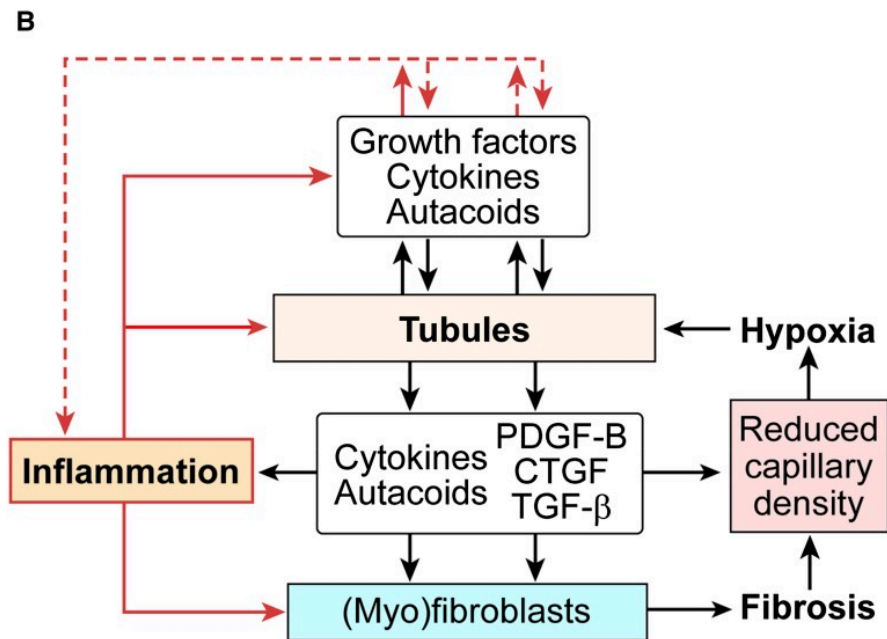 B
Growth factors
Cytokines
Autacoids
Tubules
Hypoxia
Inflammation
Cytokines
Autacoids
PDGF-B
CTGF
TGF-β
Reduced
capillary
density
(Myo)fibroblasts
Fibrosis